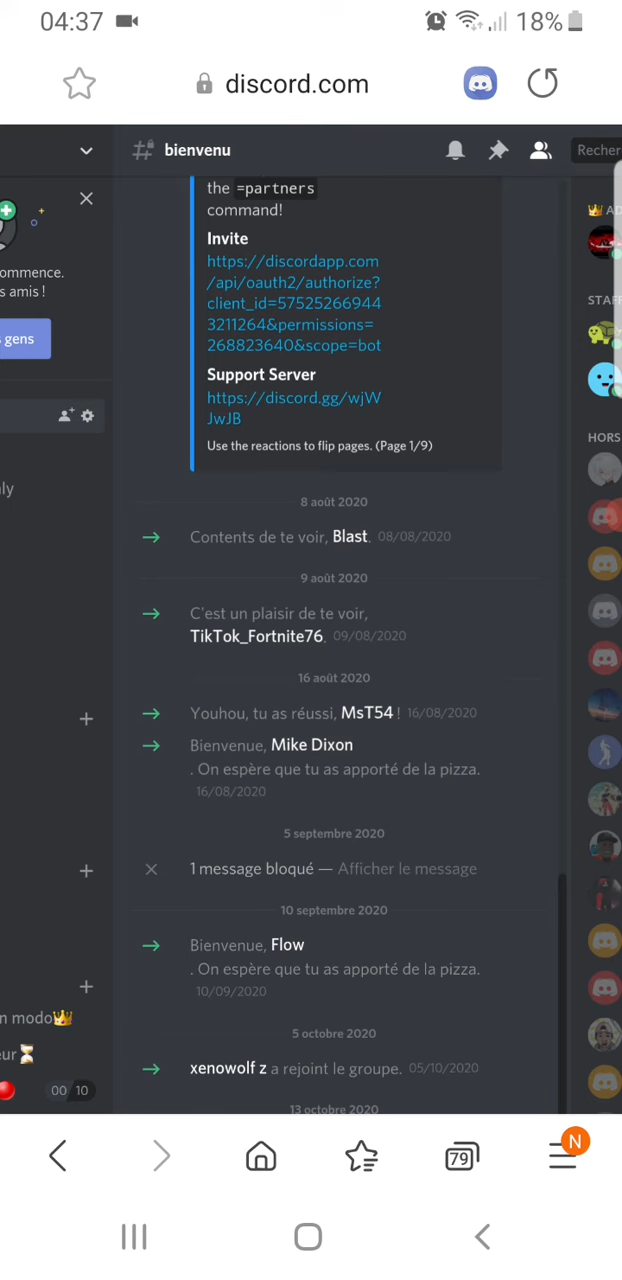 04:37
18%
discord.com
bienvenu
Recher
the =partners
command!
Invite
https://discordapp.com
/api/oauth2/authorize?
client_id=57525266944
3211264&permissions=
268823640&scope=bot
Support Server
https://discord.gg/wjW
JwJB
Use the reactions to flip pages. (Page 1/9)
ommence.
s amis !
s gens
nly
n modo
eur
00 10
8 août 2020
Contents de te voir, Blast. 08/08/2020
9 août 2020
C'est un plaisir de te voir,
TikTok_Fortnite76. 09/08/2020
16 août 2020
Youhou, tu as réussi, MsT54 ! 16/08/2020
Bienvenue, Mike Dixon
. On espère que tu as apporté de la pizza.
16/08/2020
5 septembre 2020
1 message bloqué — Afficher le message
10 septembre 2020
Bienvenue, Flow
. On espère que tu as apporté de la pizza.
10/09/2020
5 octobre 2020
xenowolf z a rejoint le groupe. 05/10/2020
13 octobre 2020
AD
STAFF
HORS
79
N